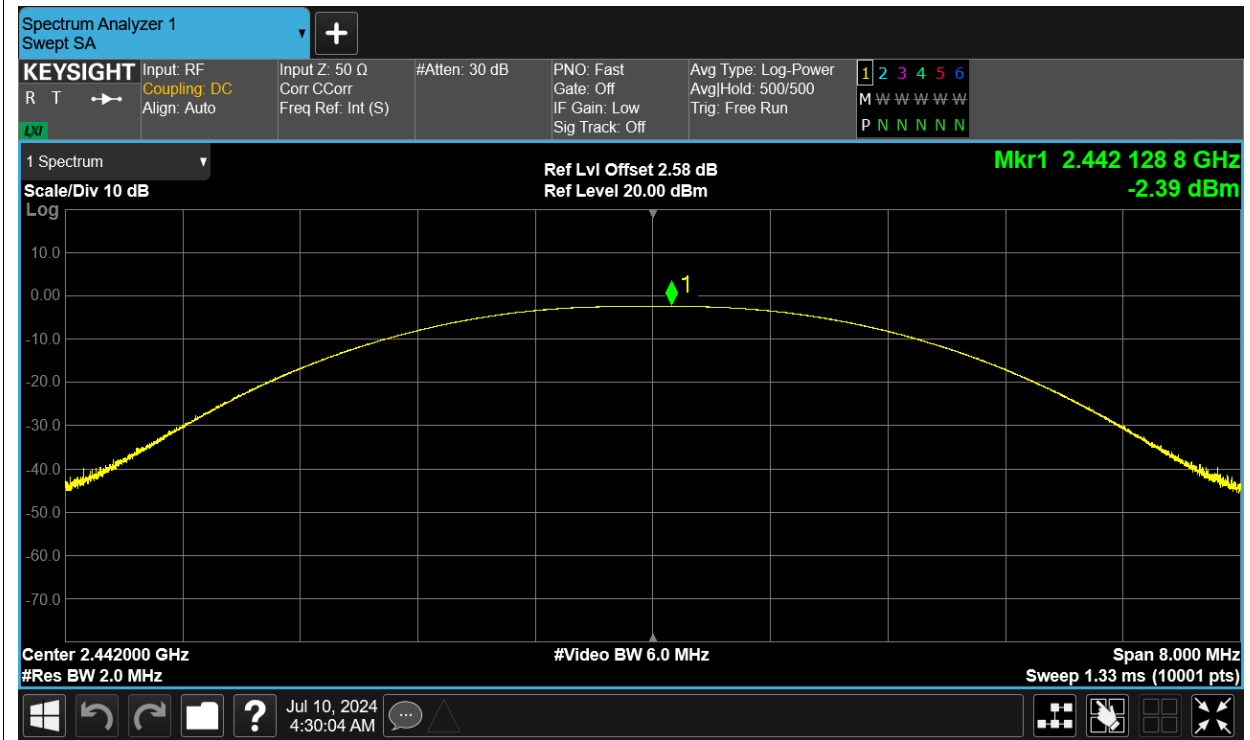 Spectrum Analyzer 1
Swept SA
+
KEYSIGHT
R T
LXI
Input: RF
Coupling: DC
Align: Auto
Input Z: 50 Ω
Corr CCorr
Freq Ref: Int (S)
#Atten: 30 dB
PNO: Fast
Gate: Off
IF Gain: Low
Sig Track: Off
Avg Type: Log-Power
Avg|Hold: 500/500
Trig: Free Run
1 2 3 4 5 6
M W W W W W
P N N N N N
1 Spectrum
Scale/Div 10 dB
Log
Ref Lvl Offset 2.58 dB
Ref Level 20.00 dBm
Mkr1 2.442 128 8 GHz
-2.39 dBm
10.0
0.00
-10.0
-20.0
-30.0
-40.0
-50.0
-60.0
-70.0
1
Center 2.442000 GHz
#Res BW 2.0 MHz
#Video BW 6.0 MHz
Span 8.000 MHz
Sweep 1.33 ms (10001 pts)
?
Jul 10, 2024
4:30:04 AM